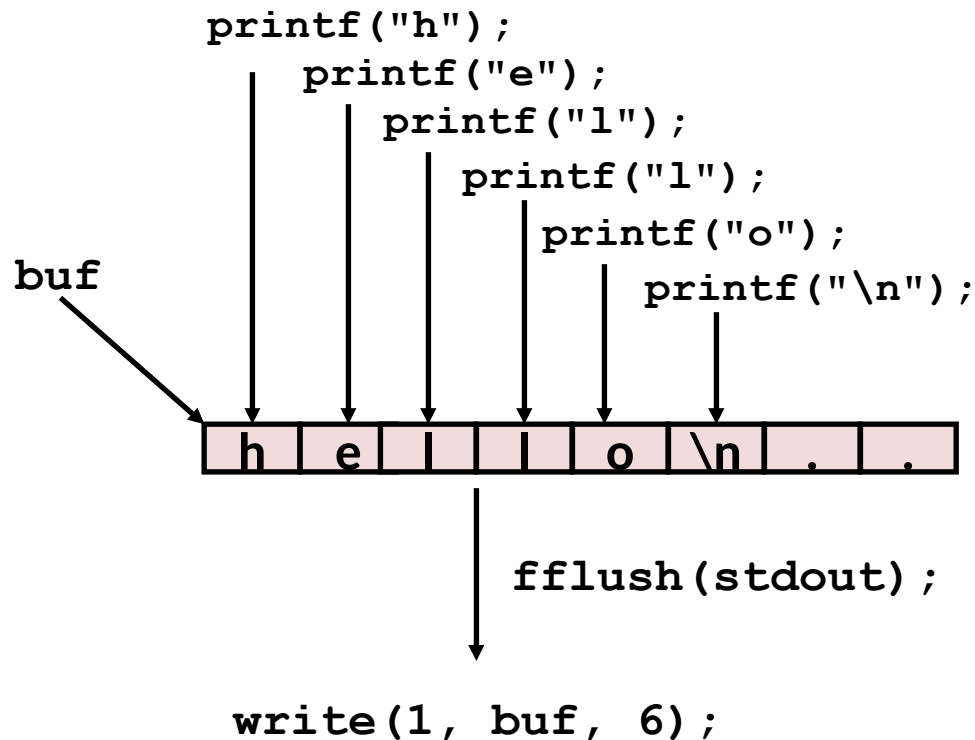 printf("h");
printf("e");
printf("l");
printf("l");
printf("o");
buf
printf("\n");
h e l l o \n . .
fflush(stdout);
write(1, buf, 6);